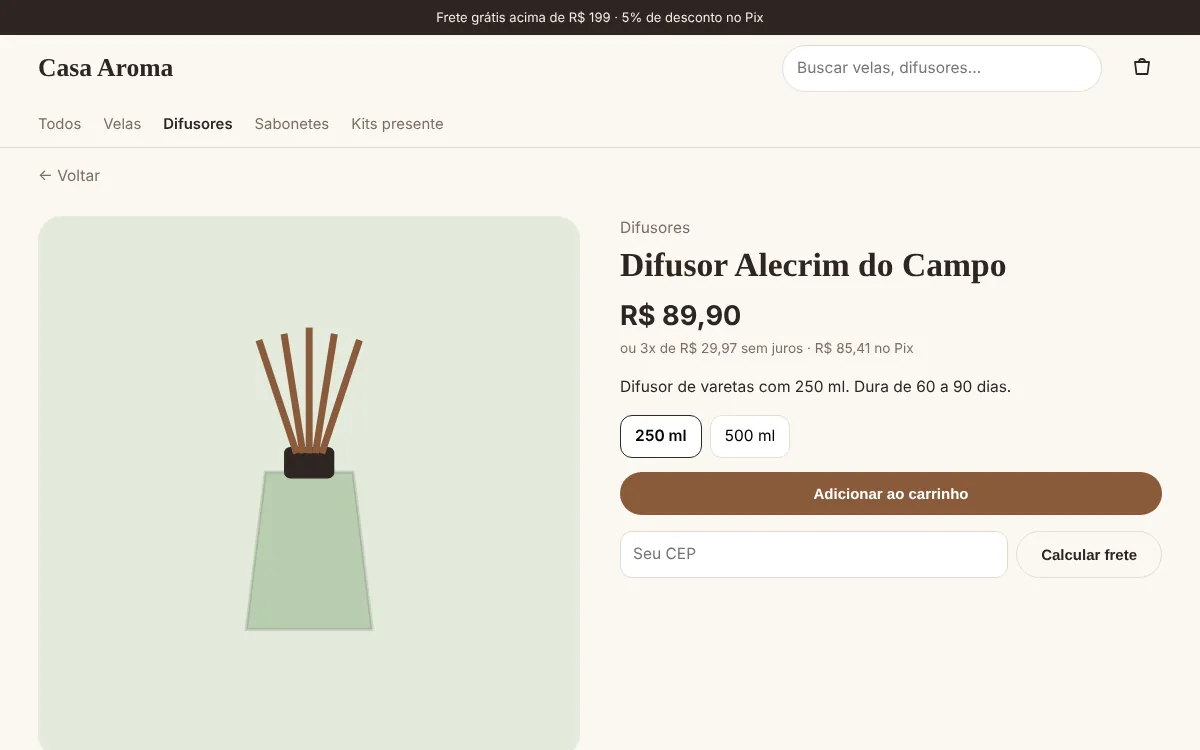 Frete grátis acima de R$ 199 · 5% de desconto no Pix
Casa Aroma
Buscar velas, difusores...
Todos Velas Difusores Sabonetes Kits presente
← Voltar
Difusores
Difusor Alecrim do Campo
R$ 89,90
ou 3x de R$ 29,97 sem juros · R$ 85,41 no Pix
Difusor de varetas com 250 ml. Dura de 60 a 90 dias.
250 ml 500 ml
Adicionar ao carrinho
Seu CEP Calcular frete